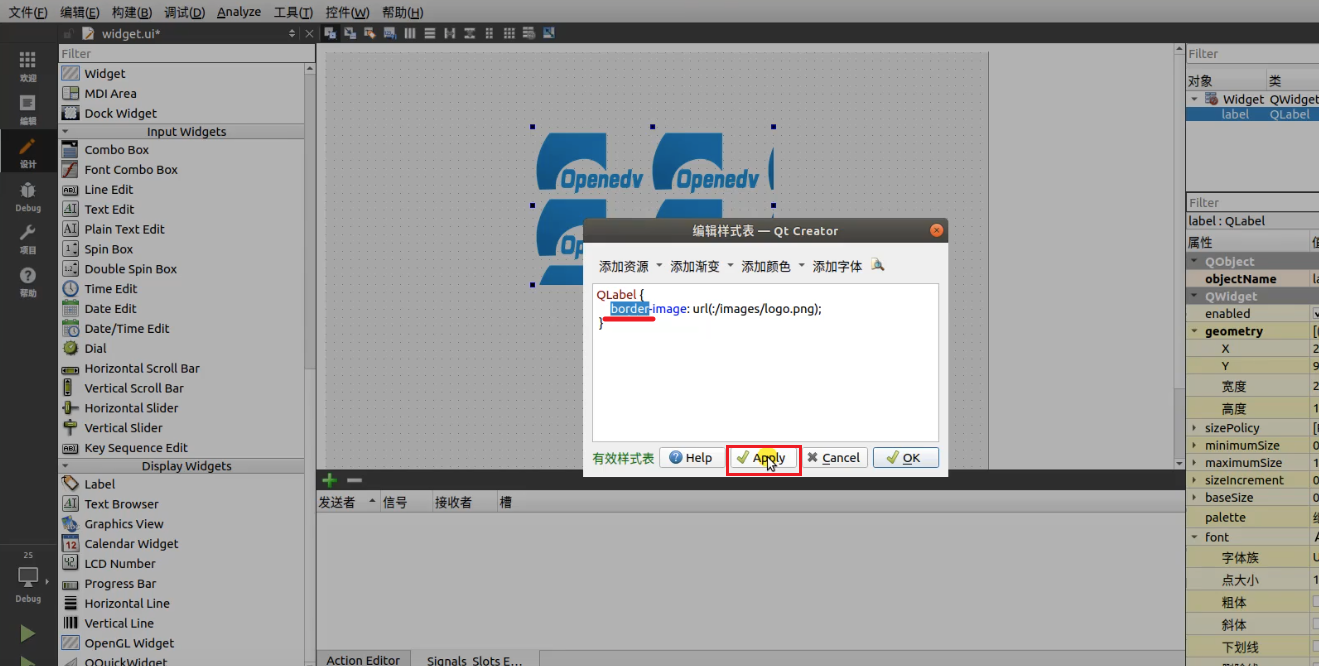 文件(F) 编辑(E) 构建(B) 调试(D) Analyze 工具(T) 控件(W) 帮助(H)
widget.ui*
Filter
Widget
MDI Area
Dock Widget
Input Widgets
Combo Box
Font Combo Box
Line Edit
Text Edit
Plain Text Edit
Spin Box
Double Spin Box
Time Edit
Date Edit
Date/Time Edit
Dial
Horizontal Scroll Bar
Vertical Scroll Bar
Horizontal Slider
Vertical Slider
Key Sequence Edit
Display Widgets
Label
Text Browser
Graphics View
Calendar Widget
LCD Number
Progress Bar
Horizontal Line
Vertical Line
OpenGL Widget
QQuickWidget
欢迎
编辑
设计
Debug
项目
帮助
25
Debug
Openedv Openedv
编辑样式表 — Qt Creator
添加资源 添加渐变 添加颜色 添加字体
QLabel {
border-image: url(:/images/logo.png);
}
有效样式表 Help Apply Cancel OK
发送者 信号 接收者 槽
Action Editor Signals Slots E...
Filter
对象 类
Widget QWidget
label QLabel
Filter
label : QLabel
属性
QObject
objectName
QWidget
enabled
geometry
X
Y
宽度
高度
sizePolicy
minimumSize
maximumSize
sizeIncrement
baseSize
palette
font
字体族
点大小
粗体
斜体
下划线